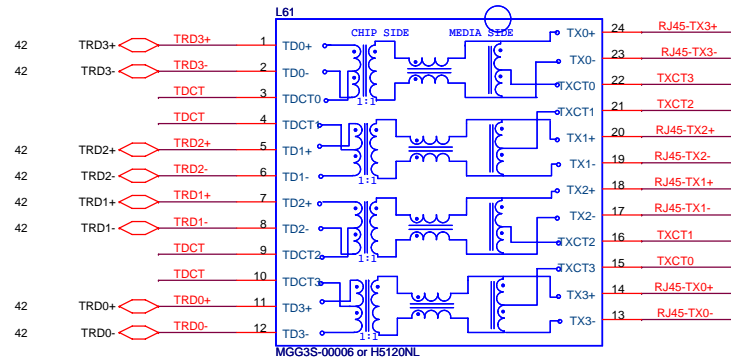 L61
CHIP SIDE MEDIA SIDE
42 TRD3+ TRD3+ 1 TD0+ TX0+ 24 RJ45-TX3+
42 TRD3- TRD3- 2 TD0- TX0- 23 RJ45-TX3-
TDCT 3 TDCT0 TXCT0 22 TXCT3
1:1
TDCT 4 TDCT1 TXCT1 21 TXCT2
42 TRD2+ TRD2+ 5 TD1+ TX1+ 20 RJ45-TX2+
42 TRD2- TRD2- 6 TD1- TX1- 19 RJ45-TX2-
1:1
42 TRD1+ TRD1+ 7 TD2+ TX2+ 18 RJ45-TX1+
42 TRD1- TRD1- 8 TD2- TX2- 17 RJ45-TX1-
TDCT 9 TDCT2 TXCT2 16 TXCT1
1:1
TDCT 10 TDCT3 TXCT3 15 TXCT0
42 TRD0+ TRD0+ 11 TD3+ TX3+ 14 RJ45-TX0+
42 TRD0- TRD0- 12 TD3- TX3- 13 RJ45-TX0-
1:1
MGG3S-00006 or H5120NL